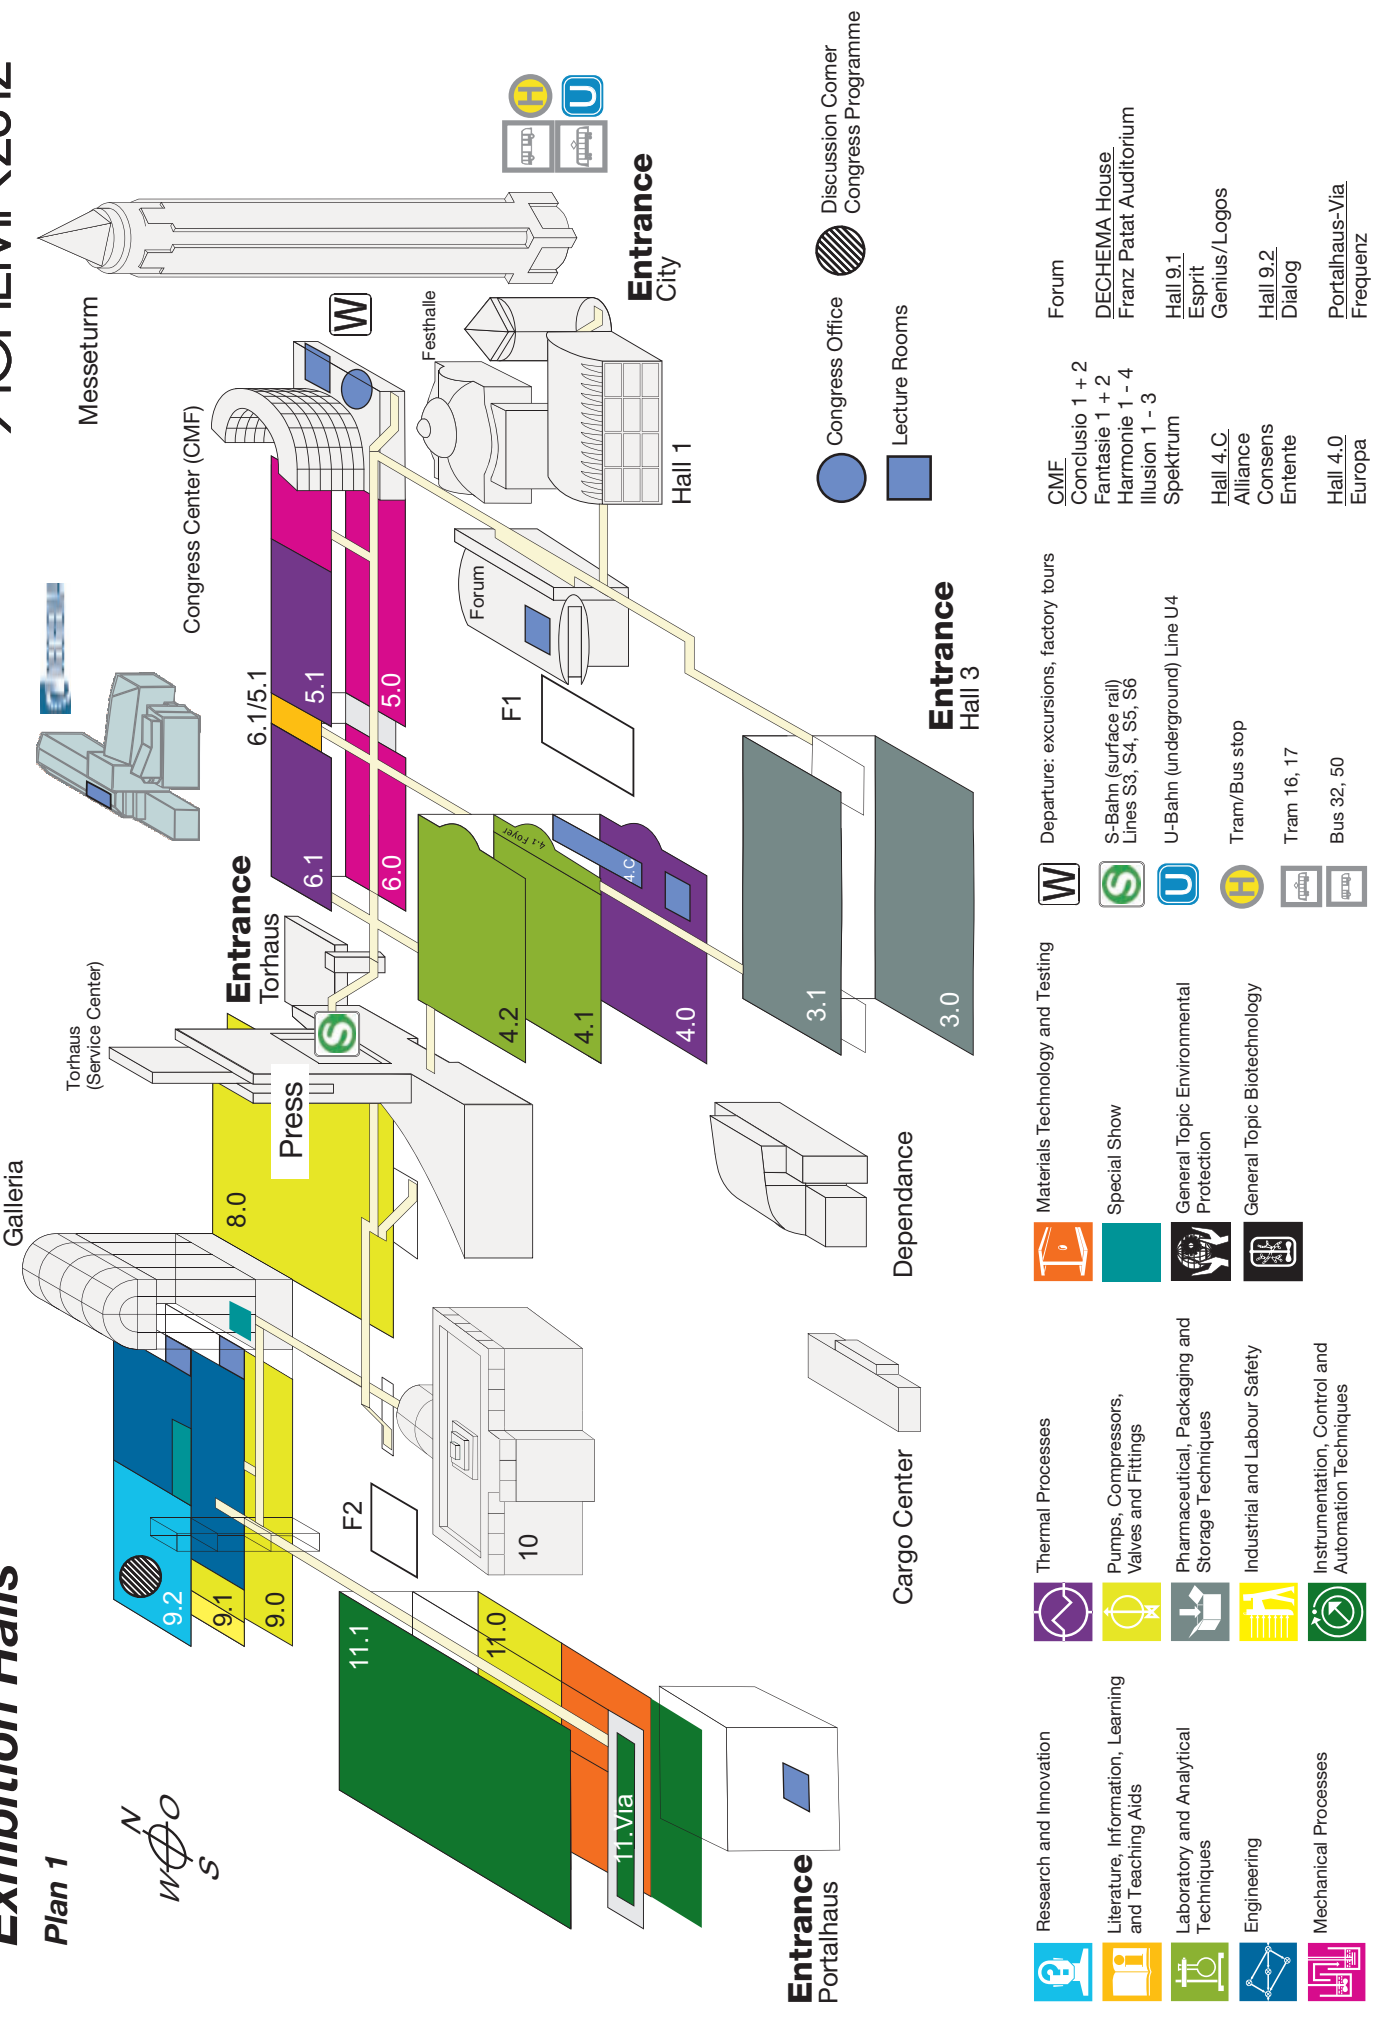 Exhibition Halls
Plan 1
N
W
O
S
Galleria
Torhaus
(Service Center)
Entrance
Torhaus
Press
S
Congress Center (CMF)
Messeturm
W
Festhalle
H
U
Entrance
City
Hall 1
Forum
F1
6.1/5.1
5.1
5.0
6.1
6.0
4.2
4.1 Foyer
4.1
4.C
4.0
3.1
3.0
Entrance
Hall 3
8.0
9.2
9.1
9.0
F2
10
11.1
11.0
11.Via
Entrance
Portalhaus
Cargo Center
Dependance
Congress Office
Lecture Rooms
Discussion Corner
Congress Programme
Research and Innovation
Literature, Information, Learning
and Teaching Aids
Laboratory and Analytical
Techniques
Engineering
Mechanical Processes
Thermal Processes
Pumps, Compressors,
Valves and Fittings
Pharmaceutical, Packaging and
Storage Techniques
Industrial and Labour Safety
Instrumentation, Control and
Automation Techniques
Materials Technology and Testing
Special Show
General Topic Environmental
Protection
General Topic Biotechnology
W
Departure: excursions, factory tours
S
S-Bahn (surface rail)
Lines S3, S4, S5, S6
U
U-Bahn (underground) Line U4
H
Tram/Bus stop
Tram 16, 17
Bus 32, 50
CMF
Conclusio 1 + 2
Fantasie 1 + 2
Harmonie 1 - 4
Illusion 1 - 3
Spektrum
Hall 4.C
Alliance
Consens
Entente
Hall 4.0
Europa
Forum
DECHEMA House
Franz Patat Auditorium
Hall 9.1
Esprit
Genius/Logos
Hall 9.2
Dialog
Portalhaus-Via
Frequenz